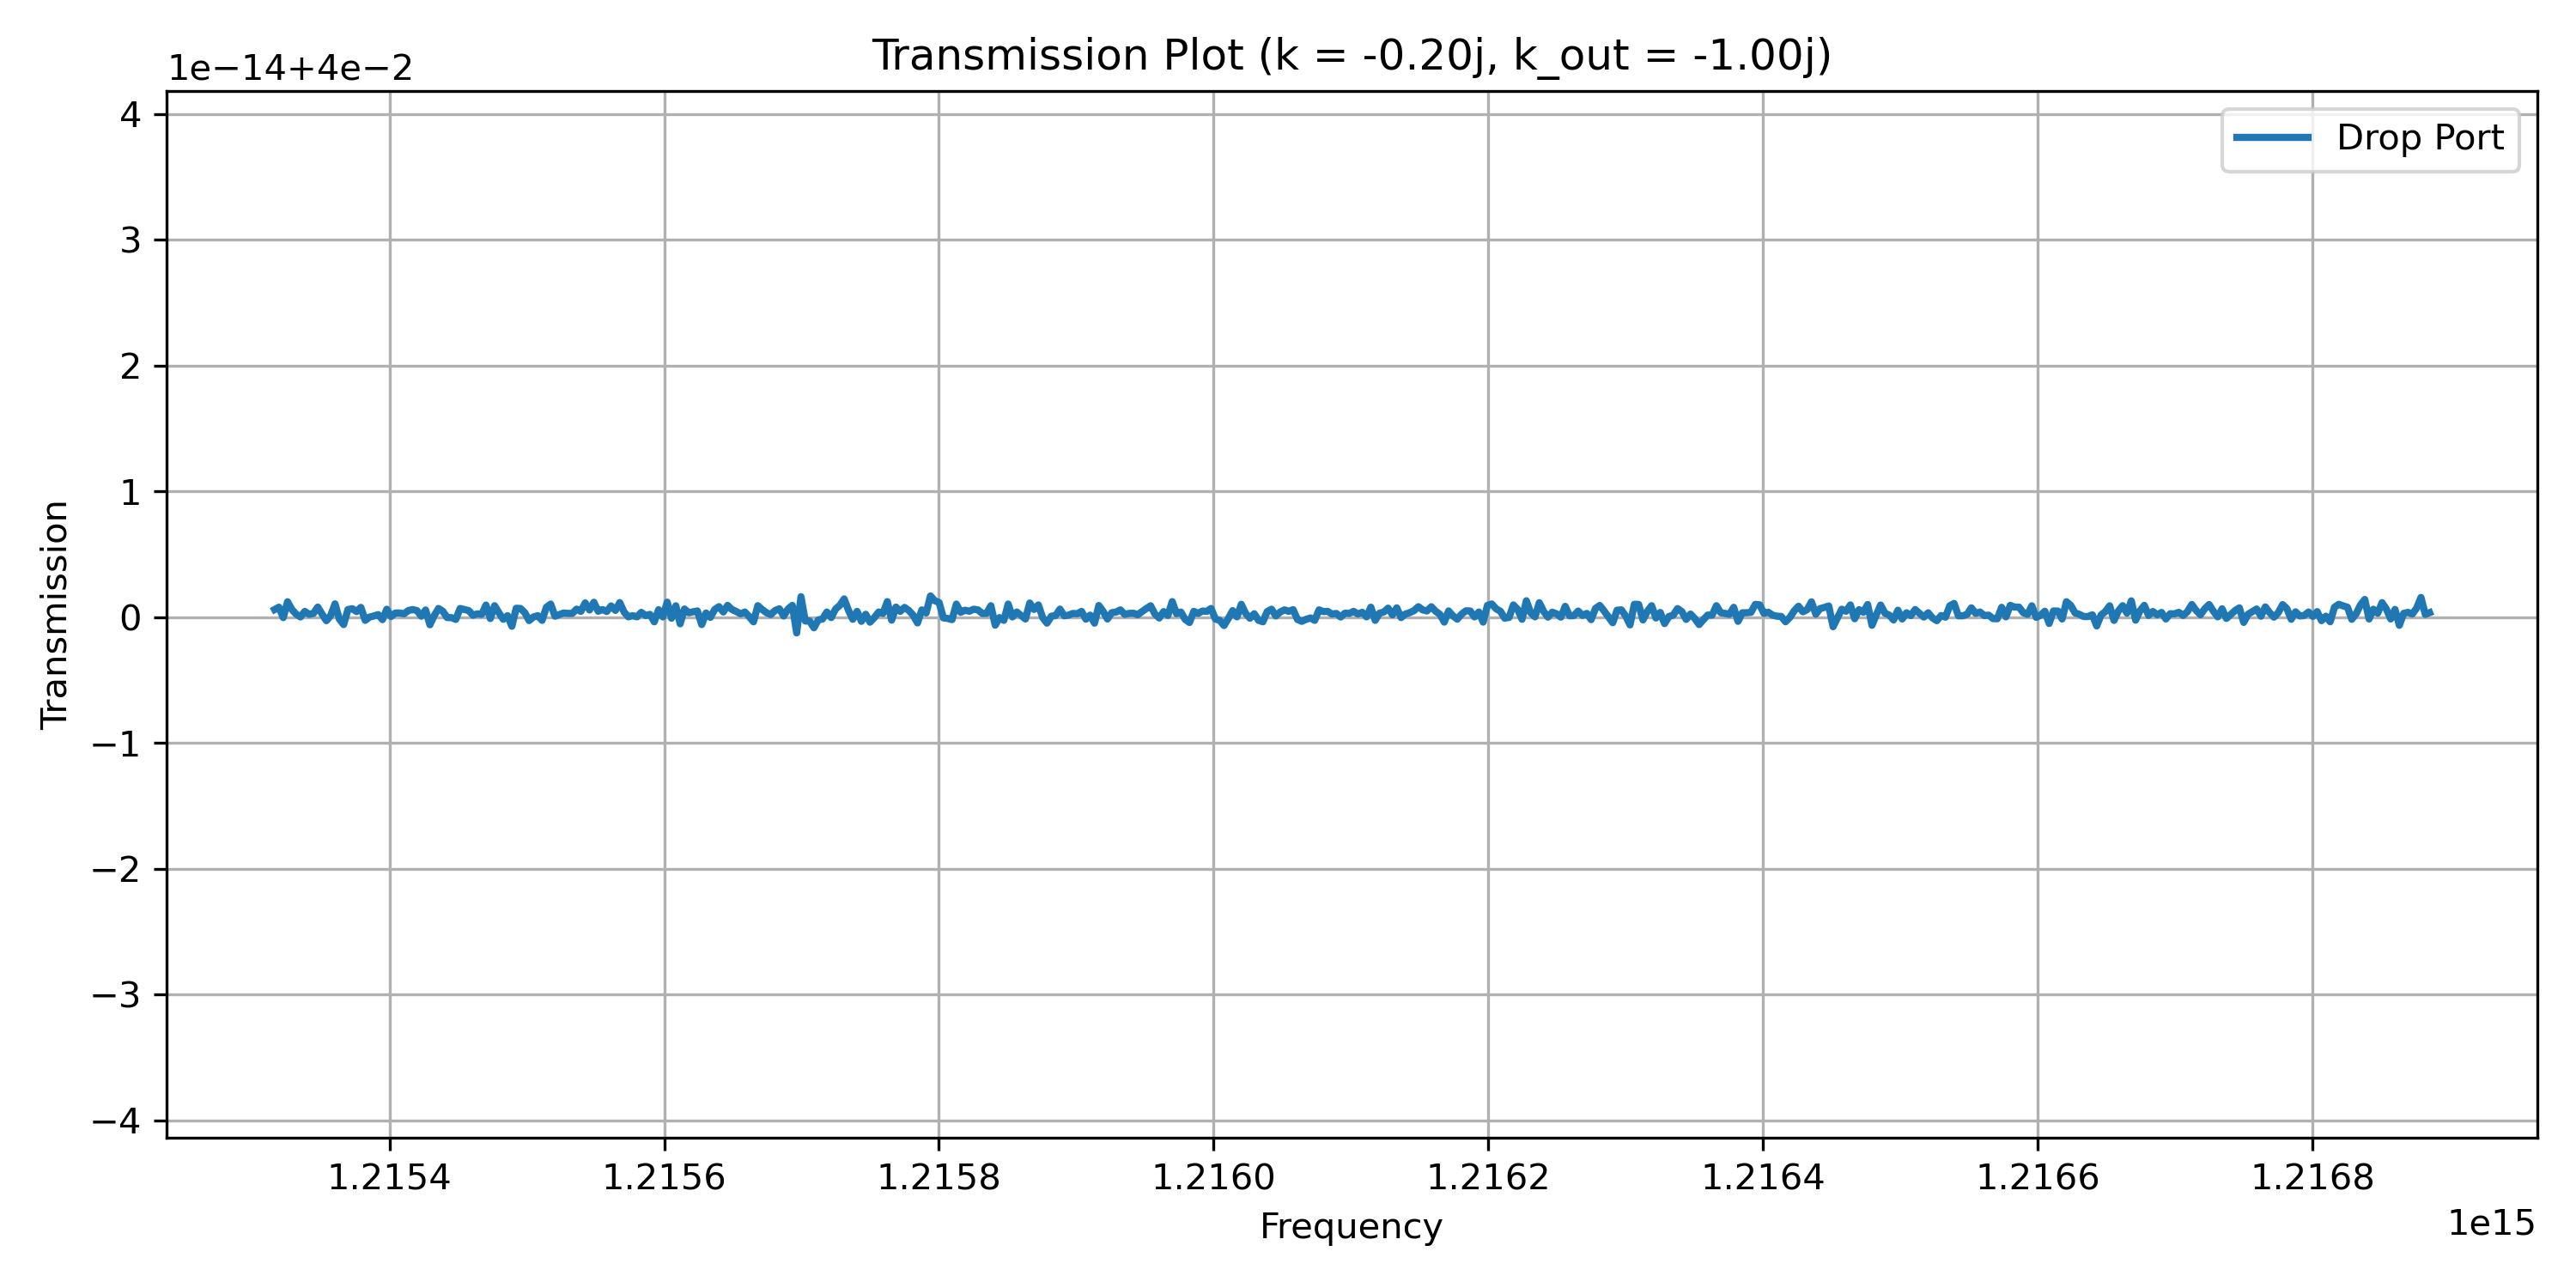 Transmission Plot (k = -0.20j, k_out = -1.00j)
1e−14+4e−2
Drop Port
4
3
2
1
0
−1
−2
−3
−4
Transmission
1.2154 1.2156 1.2158 1.2160 1.2162 1.2164 1.2166 1.2168
1e15
Frequency